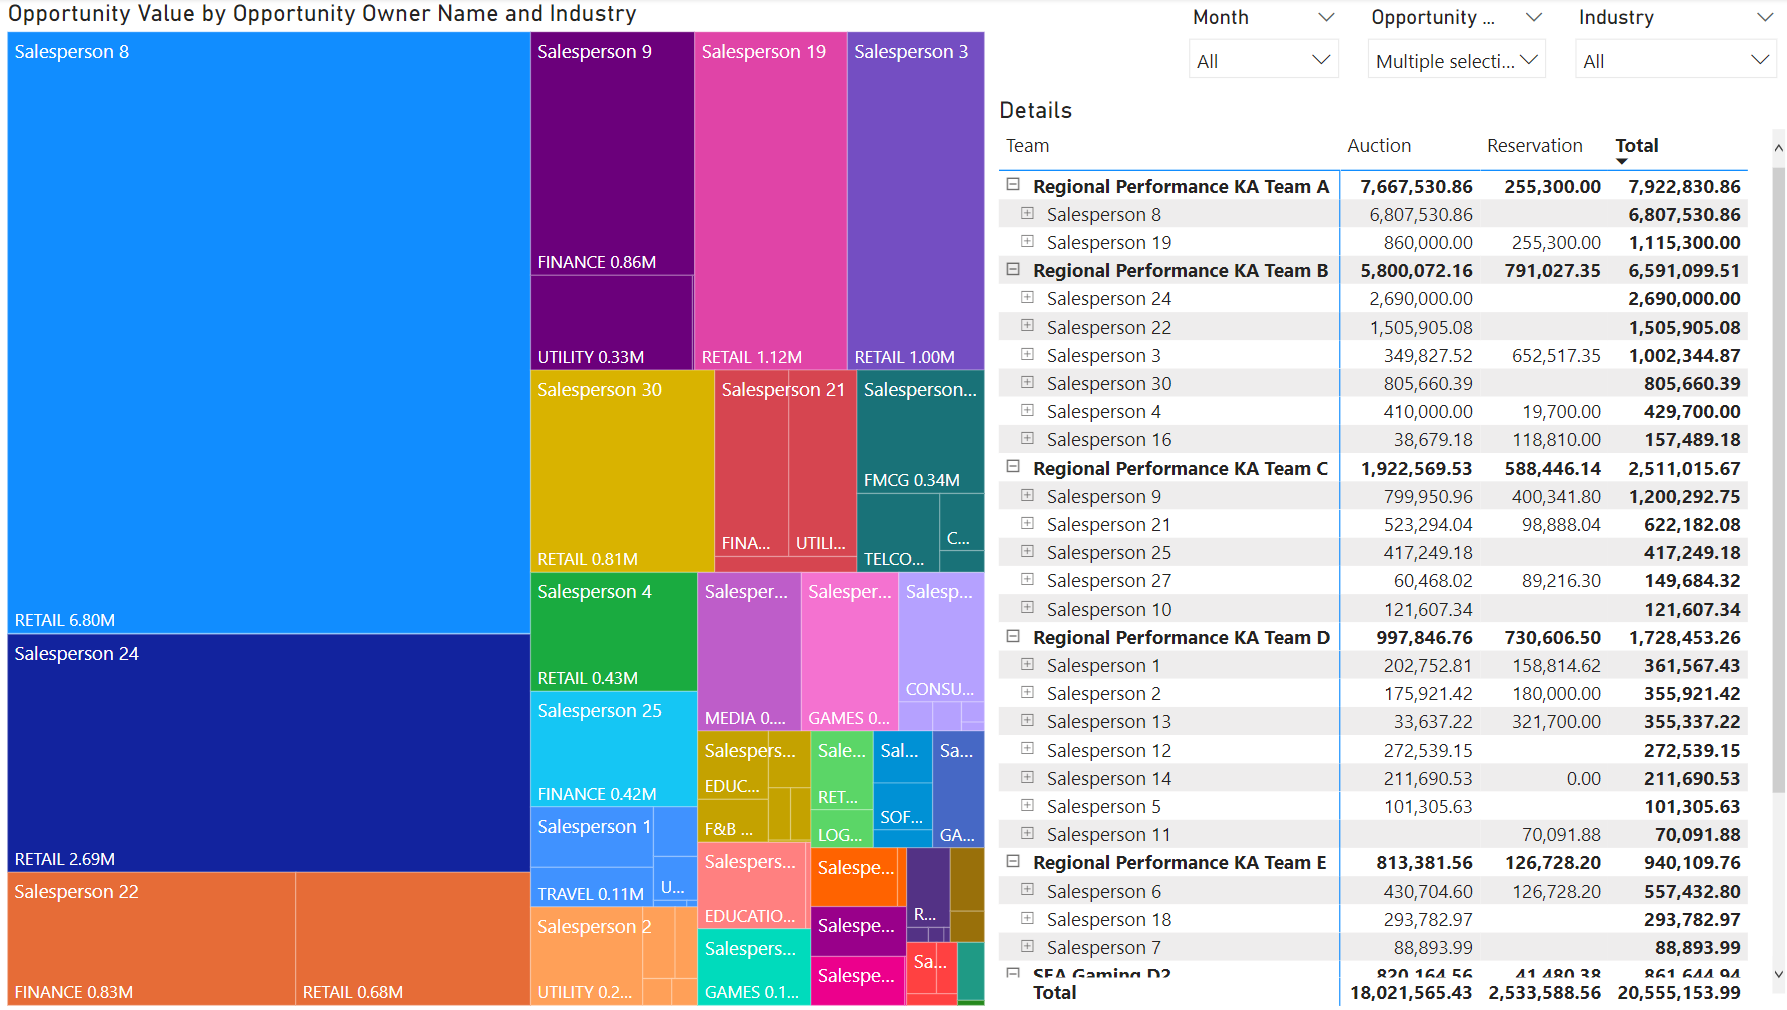 Opportunity Value by Opportunity Owner Name and Industry
Salesperson 8
RETAIL 6.80M
Salesperson 24
RETAIL 2.69M
Salesperson 22
FINANCE 0.83M
RETAIL 0.68M
Salesperson 9
FINANCE 0.86M
UTILITY 0.33M
Salesperson 19
RETAIL 1.12M
Salesperson 3
RETAIL 1.00M
Salesperson 30
RETAIL 0.81M
Salesperson 21
FINA...
UTILI...
Salesperson...
FMCG 0.34M
TELCO...
C...
Salesperson 4
RETAIL 0.43M
Salesperson 25
FINANCE 0.42M
Salesperson 1
TRAVEL 0.11M
U...
Salesperson 2
UTILITY 0.2...
Salesper...
MEDIA 0....
Salesper...
GAMES 0...
Salesp...
CONSU...
Salespers...
EDUC...
F&B ...
Sale...
RET...
LOG...
Sal...
SOF...
Sa...
GA...
Salespers...
EDUCATIO...
Salespers...
GAMES 0.1...
Salespe...
Salespe...
Salespe...
R...
Sa...
Month
All
Opportunity ...
Multiple selecti...
Industry
All
Details
Team Auction Reservation Total
Regional Performance KA Team A 7,667,530.86 255,300.00 7,922,830.86
Salesperson 8 6,807,530.86 6,807,530.86
Salesperson 19 860,000.00 255,300.00 1,115,300.00
Regional Performance KA Team B 5,800,072.16 791,027.35 6,591,099.51
Salesperson 24 2,690,000.00 2,690,000.00
Salesperson 22 1,505,905.08 1,505,905.08
Salesperson 3 349,827.52 652,517.35 1,002,344.87
Salesperson 30 805,660.39 805,660.39
Salesperson 4 410,000.00 19,700.00 429,700.00
Salesperson 16 38,679.18 118,810.00 157,489.18
Regional Performance KA Team C 1,922,569.53 588,446.14 2,511,015.67
Salesperson 9 799,950.96 400,341.80 1,200,292.75
Salesperson 21 523,294.04 98,888.04 622,182.08
Salesperson 25 417,249.18 417,249.18
Salesperson 27 60,468.02 89,216.30 149,684.32
Salesperson 10 121,607.34 121,607.34
Regional Performance KA Team D 997,846.76 730,606.50 1,728,453.26
Salesperson 1 202,752.81 158,814.62 361,567.43
Salesperson 2 175,921.42 180,000.00 355,921.42
Salesperson 13 33,637.22 321,700.00 355,337.22
Salesperson 12 272,539.15 272,539.15
Salesperson 14 211,690.53 0.00 211,690.53
Salesperson 5 101,305.63 101,305.63
Salesperson 11 70,091.88 70,091.88
Regional Performance KA Team E 813,381.56 126,728.20 940,109.76
Salesperson 6 430,704.60 126,728.20 557,432.80
Salesperson 18 293,782.97 293,782.97
Salesperson 7 88,893.99 88,893.99
SEA Gaming D2 820,164.56 41,480.38 861,644.94
Total 18,021,565.43 2,533,588.56 20,555,153.99